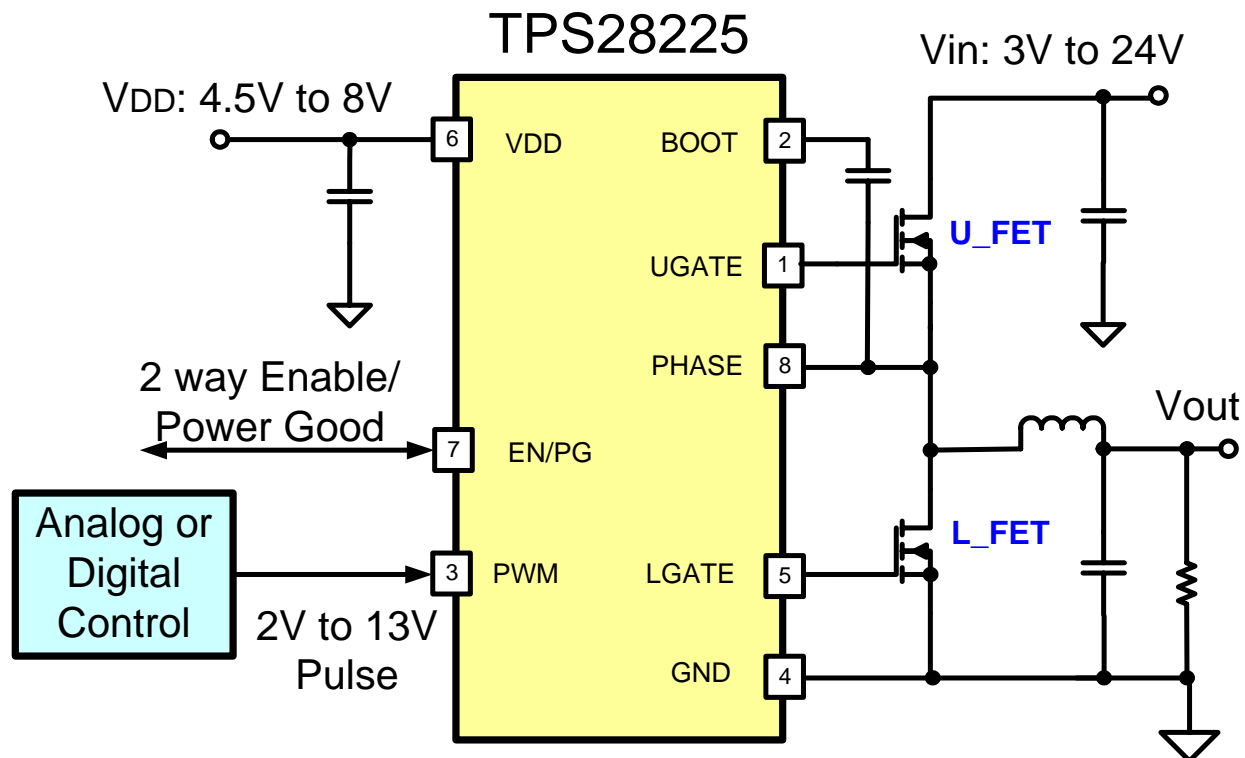 TPS28225
Vin: 3V to 24V
VDD: 4.5V to 8V
6
VDD
BOOT
2
U_FET
UGATE
1
PHASE
8
2 way Enable/
Power Good
Vout
7
EN/PG
Analog or
Digital
Control
L_FET
3
PWM
LGATE
5
2V to 13V
Pulse
GND
4